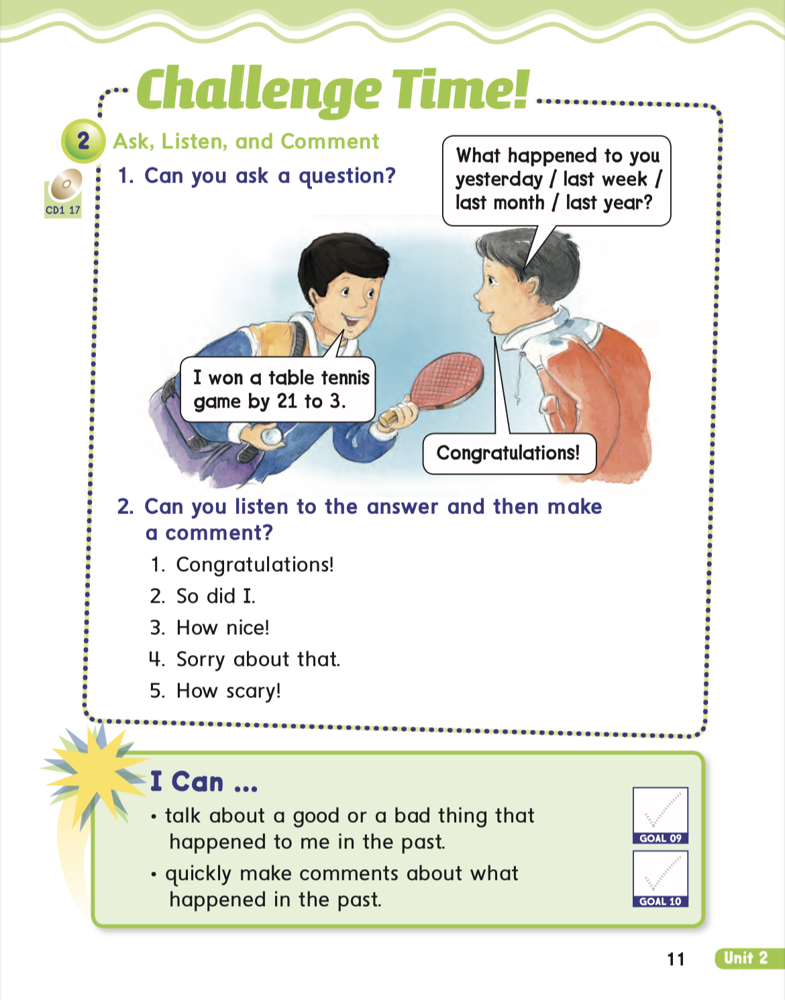 Challenge Time!
2 Ask, Listen, and Comment
CD1 17
1. Can you ask a question?
What happened to you
yesterday / last week /
last month / last year?
I won a table tennis
game by 21 to 3.
Congratulations!
2. Can you listen to the answer and then make
a comment?
1. Congratulations!
2. So did I.
3. How nice!
4. Sorry about that.
5. How scary!
I Can ...
• talk about a good or a bad thing that
happened to me in the past.
GOAL 09
• quickly make comments about what
happened in the past.
GOAL 10
11 Unit 2